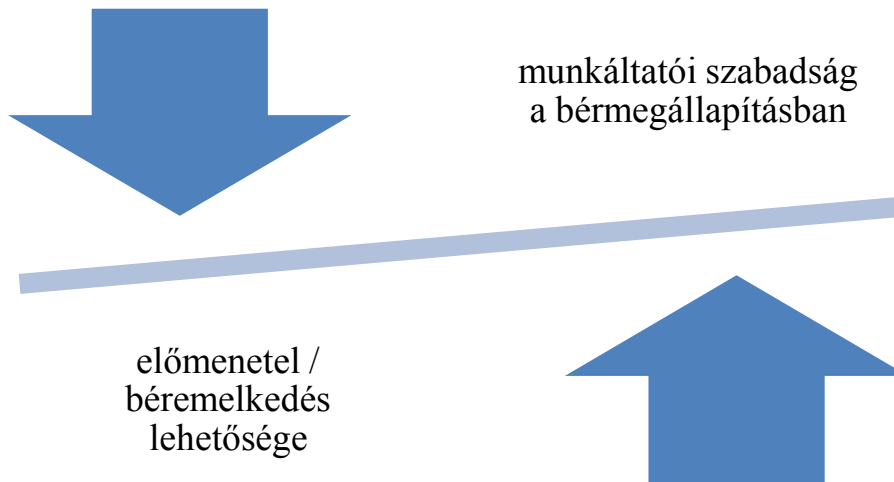 munkáltatói szabadság
a bérmegállapításban
előmenetel /
béremelkedés
lehetősége